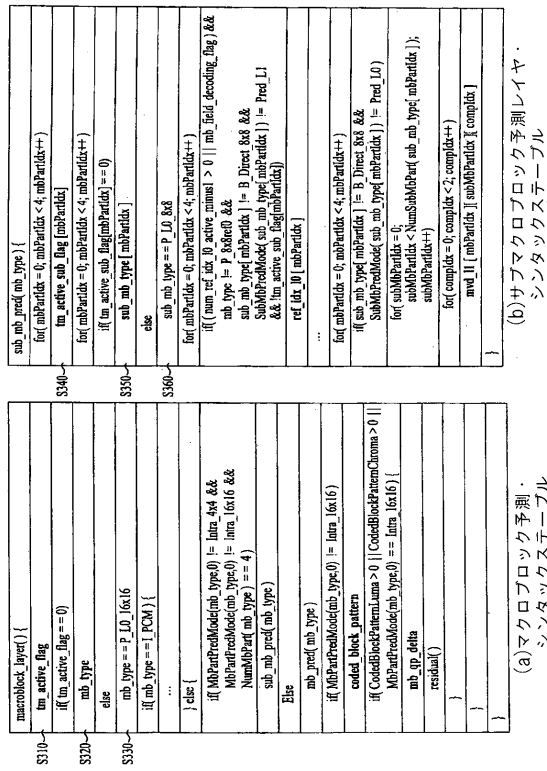 macroblock_layer() {
S310 tm_active_flag
if( tm_active_flag == 0)
S320 mb_type
else
S330 mb_type == P_L0_16x16
if( mb_type == I_PCM ) {
...
} else {
if( MbPartPredMode(mb_type,0) != Intra_4x4 &&
MbPartPredMode(mb_type,0) != Intra_16x16 &&
NumMbPart( mb_type ) == 4 )
sub_mb_pred( mb_type )
Else
mb_pred( mb_type )
if( MbPartPredMode(mb_type,0) != Intra_16x16 )
coded_block_pattern
if( CodedBlockPatternLuma > 0 || CodedBlockPatternChroma > 0 ||
MbPartPredMode(mb_type,0) == Intra_16x16 ) {
mb_qp_delta
residual()
}
}
}
(a)マクロブロック予測・
シンタックステーブル
sub_mb_pred( mb_type ) {
for( mbPartIdx = 0; mbPartIdx < 4; mbPartIdx++ )
S340 tm_active_sub_flag [mbPartIdx]
for( mbPartIdx = 0; mbPartIdx < 4; mbPartIdx++ )
if( tm_active_sub_flag[mbPartIdx] == 0)
S350 sub_mb_type [ mbPartIdx ]
else
S360 sub_mb_type == P_L0_8x8
for( mbPartIdx = 0; mbPartIdx < 4; mbPartIdx++ )
if( ( num_ref_idx_l0_active_minus1 > 0 || mb_field_decoding_flag ) &&
mb_type != P_8x8ref0 &&
sub_mb_type[ mbPartIdx ] != B_Direct_8x8 &&
SubMbPredMode( sub_mb_type[ mbPartIdx ] ) != Pred_L1
&& !tm_active_sub_flag[mbPartIdx])
ref_idx_l0 [ mbPartIdx ]
...
for( mbPartIdx = 0; mbPartIdx < 4; mbPartIdx++ )
if( sub_mb_type[ mbPartIdx ] != B_Direct_8x8 &&
SubMbPredMode( sub_mb_type[ mbPartIdx ] ) != Pred_L0 )
for( subMbPartIdx = 0;
subMbPartIdx < NumSubMbPart( sub_mb_type[ mbPartIdx ] );
subMbPartIdx++)
for( compIdx = 0; compIdx < 2; compIdx++ )
mvd_l1 [ mbPartIdx ][ subMbPartIdx ][ compIdx ]
}
(b)サブマクロブロック予測レイヤ・
シンタックステーブル